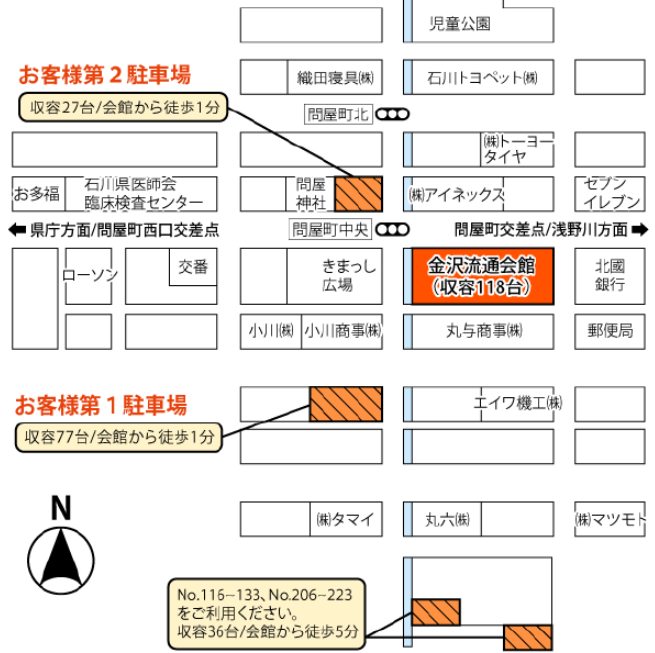 児童公園
お客様第2駐車場
織田寝具㈱
石川トヨペット㈱
収容27台/会館から徒歩1分
問屋町北
㈱トーヨー
タイヤ
お多福
石川県医師会
臨床検査センター
問屋
神社
㈱アイネックス
セブン
イレブン
県庁方面/問屋町西口交差点
問屋町中央
問屋町交差点/浅野川方面
ローソン
交番
きまっし
広場
金沢流通会館
(収容118台)
北國
銀行
小川㈱
小川商事㈱
丸与商事㈱
郵便局
お客様第1駐車場
エイワ機工㈱
収容77台/会館から徒歩1分
N
㈱タマイ
丸六㈱
㈱マツモト
No.116−133、No.206−223
をご利用ください。
収容36台/会館から徒歩5分